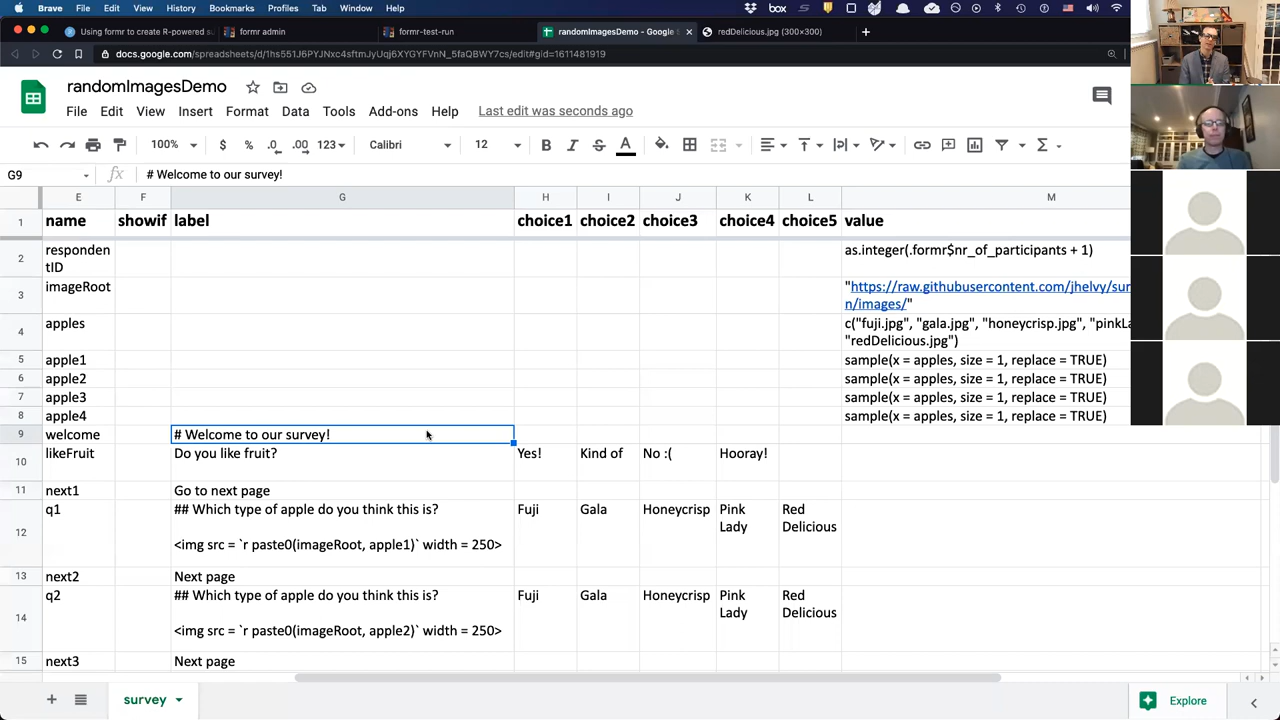 Bookmarks Profiles Tab Window Help
Using formr to create R-powered s
formr admin
formr-test-run
randomImagesDemo - Google S
redDelicious.jpg (300×300)
docs.google.com/spreadsheets/d/1hs551J6PYJNxc4sftmJyUqj6XYGYFVnN_5faQBWY7cs/edit#gid=1611481919
randomImagesDemo
File Edit View Insert Format Data Tools Add-ons Help Last edit was seconds ago
100% $ % .0 .00 123 Calibri 12 B I S A
G9 fx # Welcome to our survey!
E F G H I J K L M
1 name showif label choice1 choice2 choice3 choice4 choice5 value
2 responden as.integer(.formr$nr_of_participants + 1)
tID
3 imageRoot "https://raw.githubusercontent.com/jhelvy/sur
n/images/"
4 apples c("fuji.jpg", "gala.jpg", "honeycrisp.jpg", "pinkLa
"redDelicious.jpg")
5 apple1 sample(x = apples, size = 1, replace = TRUE)
6 apple2 sample(x = apples, size = 1, replace = TRUE)
7 apple3 sample(x = apples, size = 1, replace = TRUE)
8 apple4 sample(x = apples, size = 1, replace = TRUE)
9 welcome # Welcome to our survey!
10 likeFruit Do you like fruit? Yes! Kind of No :( Hooray!
11 next1 Go to next page
12 q1 ## Which type of apple do you think this is? Fuji Gala Honeycrisp Pink Red
Lady Delicious
<img src = `r paste0(imageRoot, apple1)` width = 250>
13 next2 Next page
14 q2 ## Which type of apple do you think this is? Fuji Gala Honeycrisp Pink Red
Lady Delicious
<img src = `r paste0(imageRoot, apple2)` width = 250>
15 next3 Next page
survey
Explore